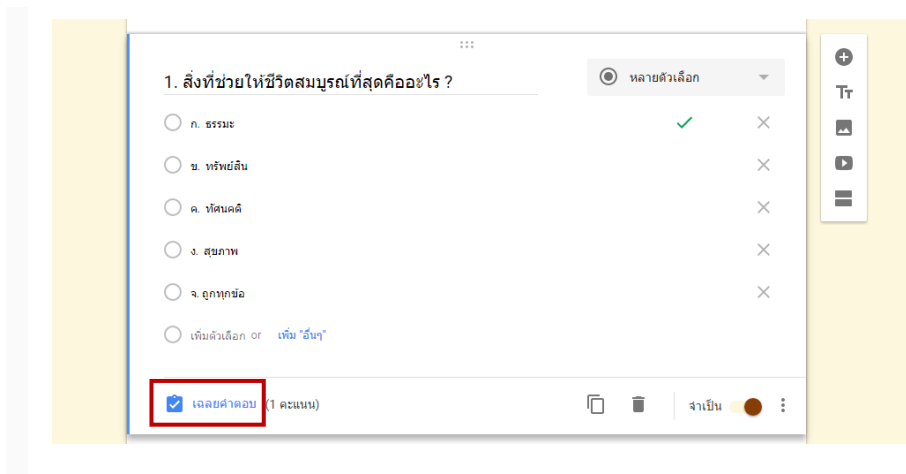 1. สิ่งที่ช่วยให้ชีวิตสมบูรณ์ที่สุดคืออะไร ?
หลายตัวเลือก
ก. ธรรมะ
ข. ทรัพย์สิน
ค. ทัศนคติ
ง. สุขภาพ
จ. ถูกทุกข้อ
เพิ่มตัวเลือก or เพิ่ม "อื่นๆ"
เฉลยคำตอบ (1 คะแนน)
จำเป็น